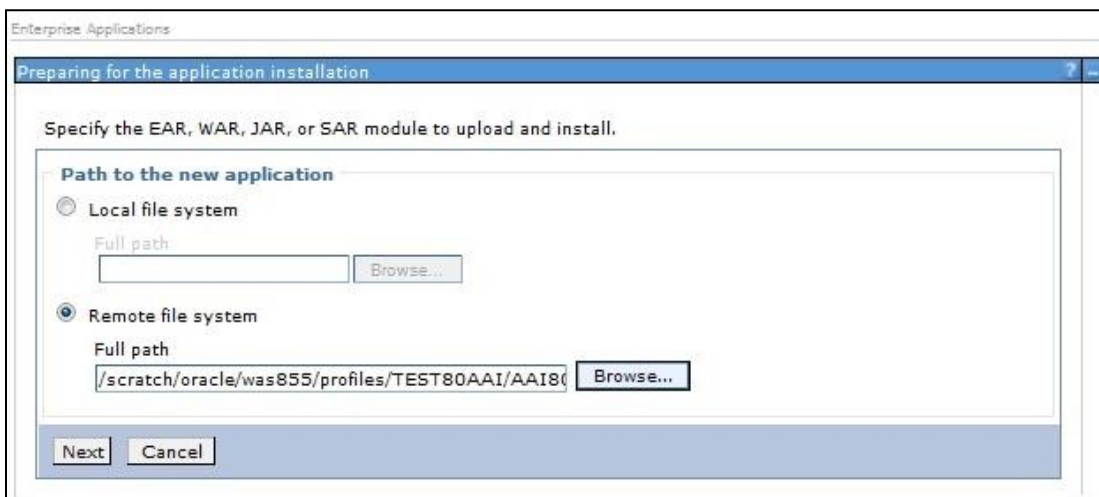 Enterprise Applications
Preparing for the application installation ? –
Specify the EAR, WAR, JAR, or SAR module to upload and install.
Path to the new application
Local file system
Full path
Browse...
Remote file system
Full path
/scratch/oracle/was855/profiles/TEST80AAI/AAI80 Browse...
Next Cancel